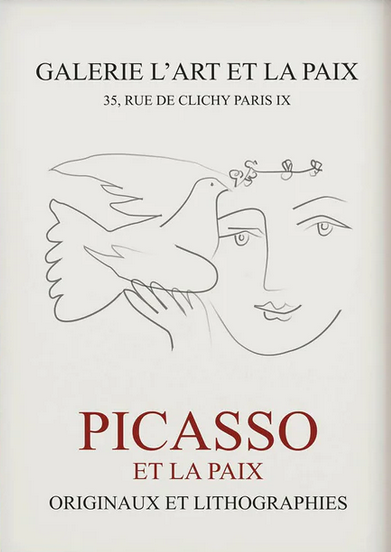 GALERIE L'ART ET LA PAIX
35, RUE DE CLICHY PARIS IX
PICASSO
ET LA PAIX
ORIGINAUX ET LITHOGRAPHIES